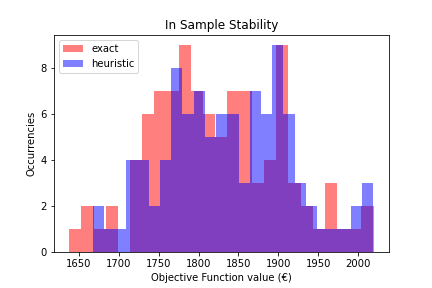 In Sample Stability
exact
heuristic
Occurrencies
8
6
4
2
0
1650 1700 1750 1800 1850 1900 1950 2000
Objective Function value (€)